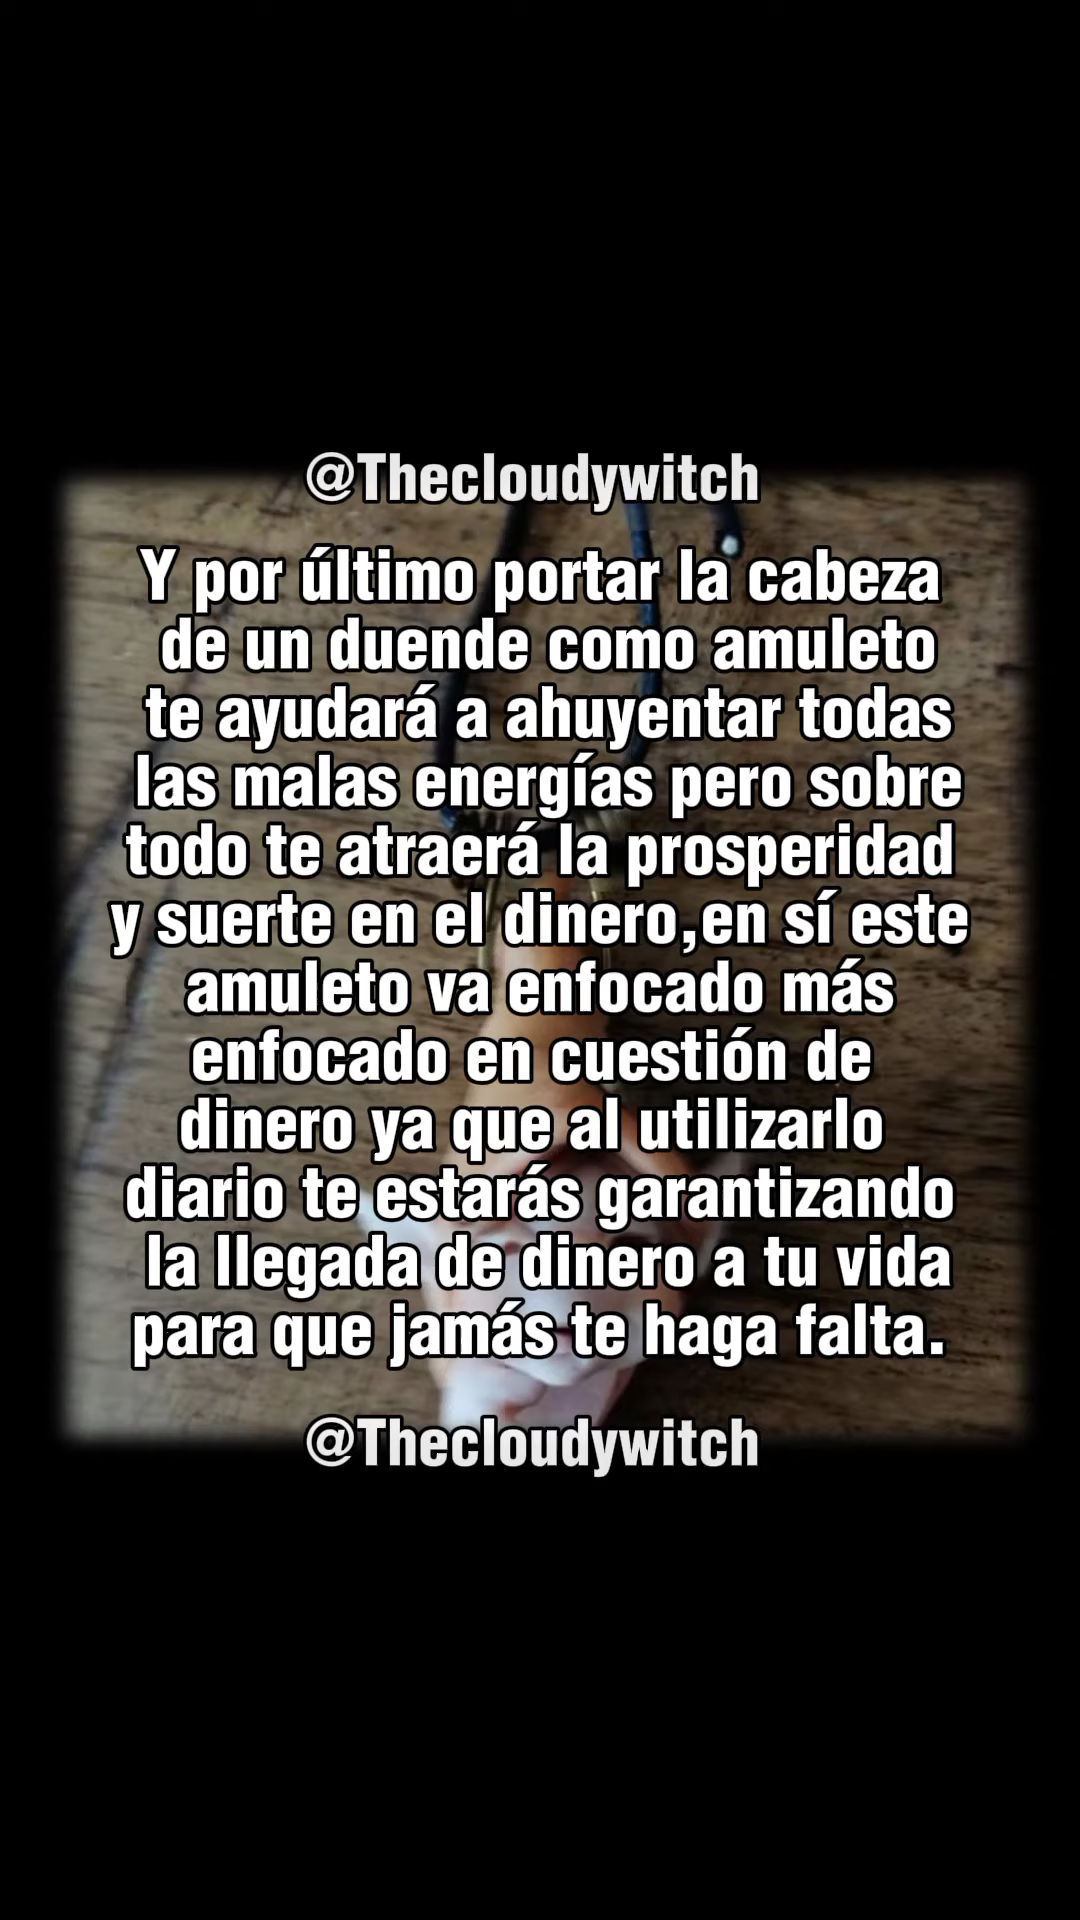 @Thecloudywitch
Y por último portar la cabeza
de un duende como amuleto
te ayudará a ahuyentar todas
las malas energías pero sobre
todo te atraerá la prosperidad
y suerte en el dinero,en sí este
amuleto va enfocado más
enfocado en cuestión de
dinero ya que al utilizarlo
diario te estarás garantizando
la llegada de dinero a tu vida
para que jamás te haga falta.
@Thecloudywitch